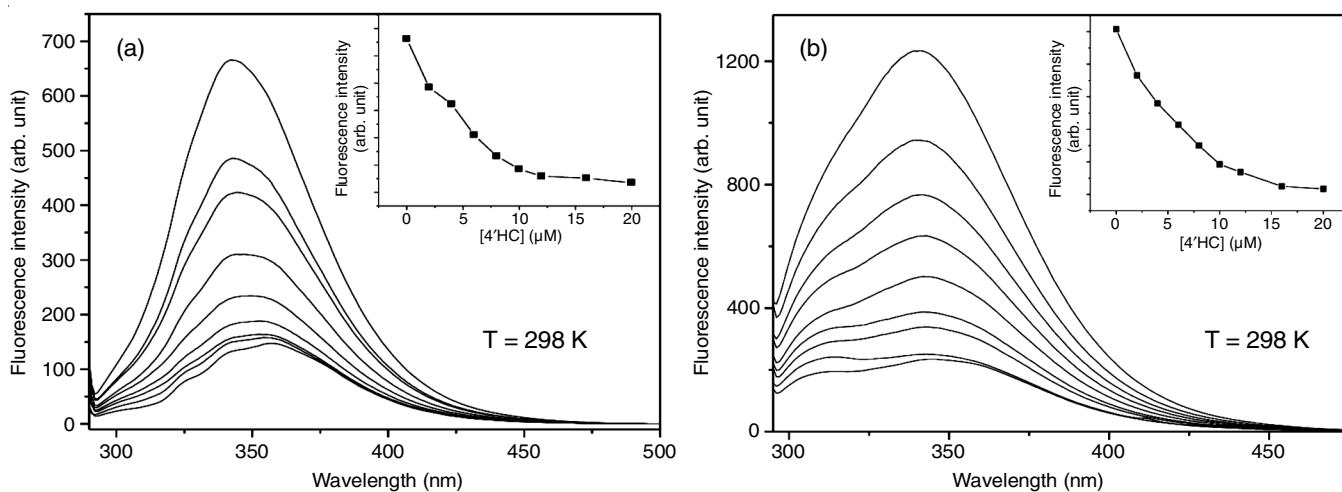 (a)
Fluorescence intensity (arb. unit)
700
600
500
400
300
200
100
0
300
350
400
450
500
Wavelength (nm)
T = 298 K
Fluorescence intensity
(arb. unit)
0
5
10
15
20
[4′HC] (µM)
(b)
Fluorescence intensity (arb. unit)
1200
800
400
0
300
350
400
450
Wavelength (nm)
T = 298 K
Fluorescence intensity
(arb. unit)
0
5
10
15
20
[4′HC] (µM)